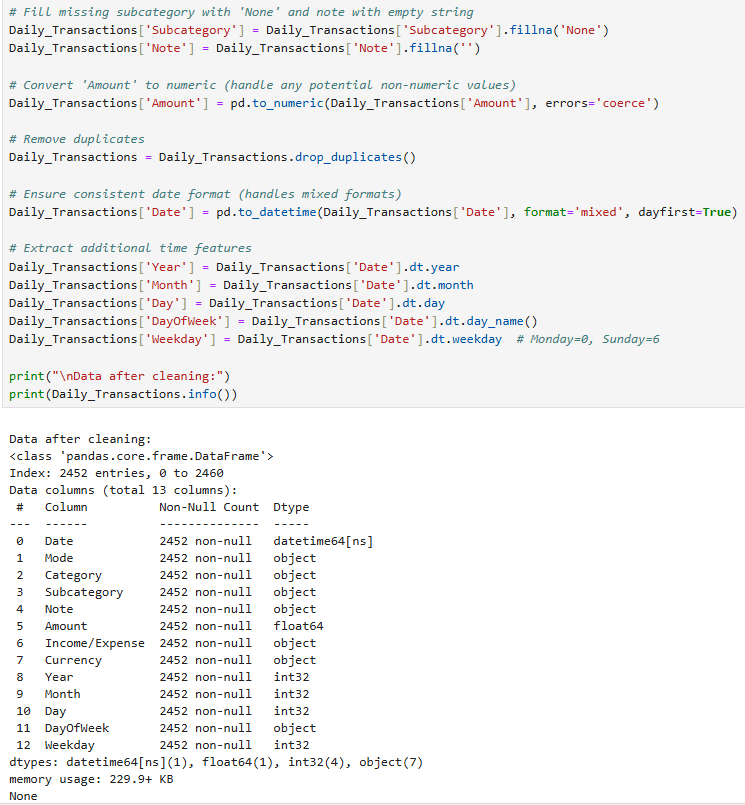 # Fill missing subcategory with 'None' and note with empty string
Daily_Transactions['Subcategory'] = Daily_Transactions['Subcategory'].fillna('None')
Daily_Transactions['Note'] = Daily_Transactions['Note'].fillna('')

# Convert 'Amount' to numeric (handle any potential non-numeric values)
Daily_Transactions['Amount'] = pd.to_numeric(Daily_Transactions['Amount'], errors='coerce')

# Remove duplicates
Daily_Transactions = Daily_Transactions.drop_duplicates()

# Ensure consistent date format (handles mixed formats)
Daily_Transactions['Date'] = pd.to_datetime(Daily_Transactions['Date'], format='mixed', dayfirst=True)

# Extract additional time features
Daily_Transactions['Year'] = Daily_Transactions['Date'].dt.year
Daily_Transactions['Month'] = Daily_Transactions['Date'].dt.month
Daily_Transactions['Day'] = Daily_Transactions['Date'].dt.day
Daily_Transactions['DayOfWeek'] = Daily_Transactions['Date'].dt.day_name()
Daily_Transactions['Weekday'] = Daily_Transactions['Date'].dt.weekday  # Monday=0, Sunday=6

print("\nData after cleaning:")
print(Daily_Transactions.info())

Data after cleaning:
<class 'pandas.core.frame.DataFrame'>
Index: 2452 entries, 0 to 2460
Data columns (total 13 columns):
 #   Column          Non-Null Count  Dtype
---  ------          --------------  -----
 0   Date            2452 non-null   datetime64[ns]
 1   Mode            2452 non-null   object
 2   Category        2452 non-null   object
 3   Subcategory     2452 non-null   object
 4   Note            2452 non-null   object
 5   Amount          2452 non-null   float64
 6   Income/Expense  2452 non-null   object
 7   Currency        2452 non-null   object
 8   Year            2452 non-null   int32
 9   Month           2452 non-null   int32
 10  Day             2452 non-null   int32
 11  DayOfWeek       2452 non-null   object
 12  Weekday         2452 non-null   int32
dtypes: datetime64[ns](1), float64(1), int32(4), object(7)
memory usage: 229.9+ KB
None